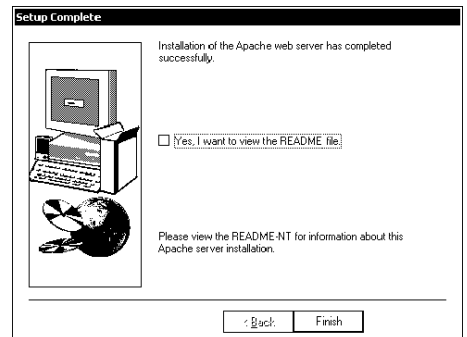 Setup Complete
Installation of the Apache web server has completed
successfully.
Yes, I want to view the README file.
Please view the README-NT for information about this
Apache server installation.
< Back
Finish